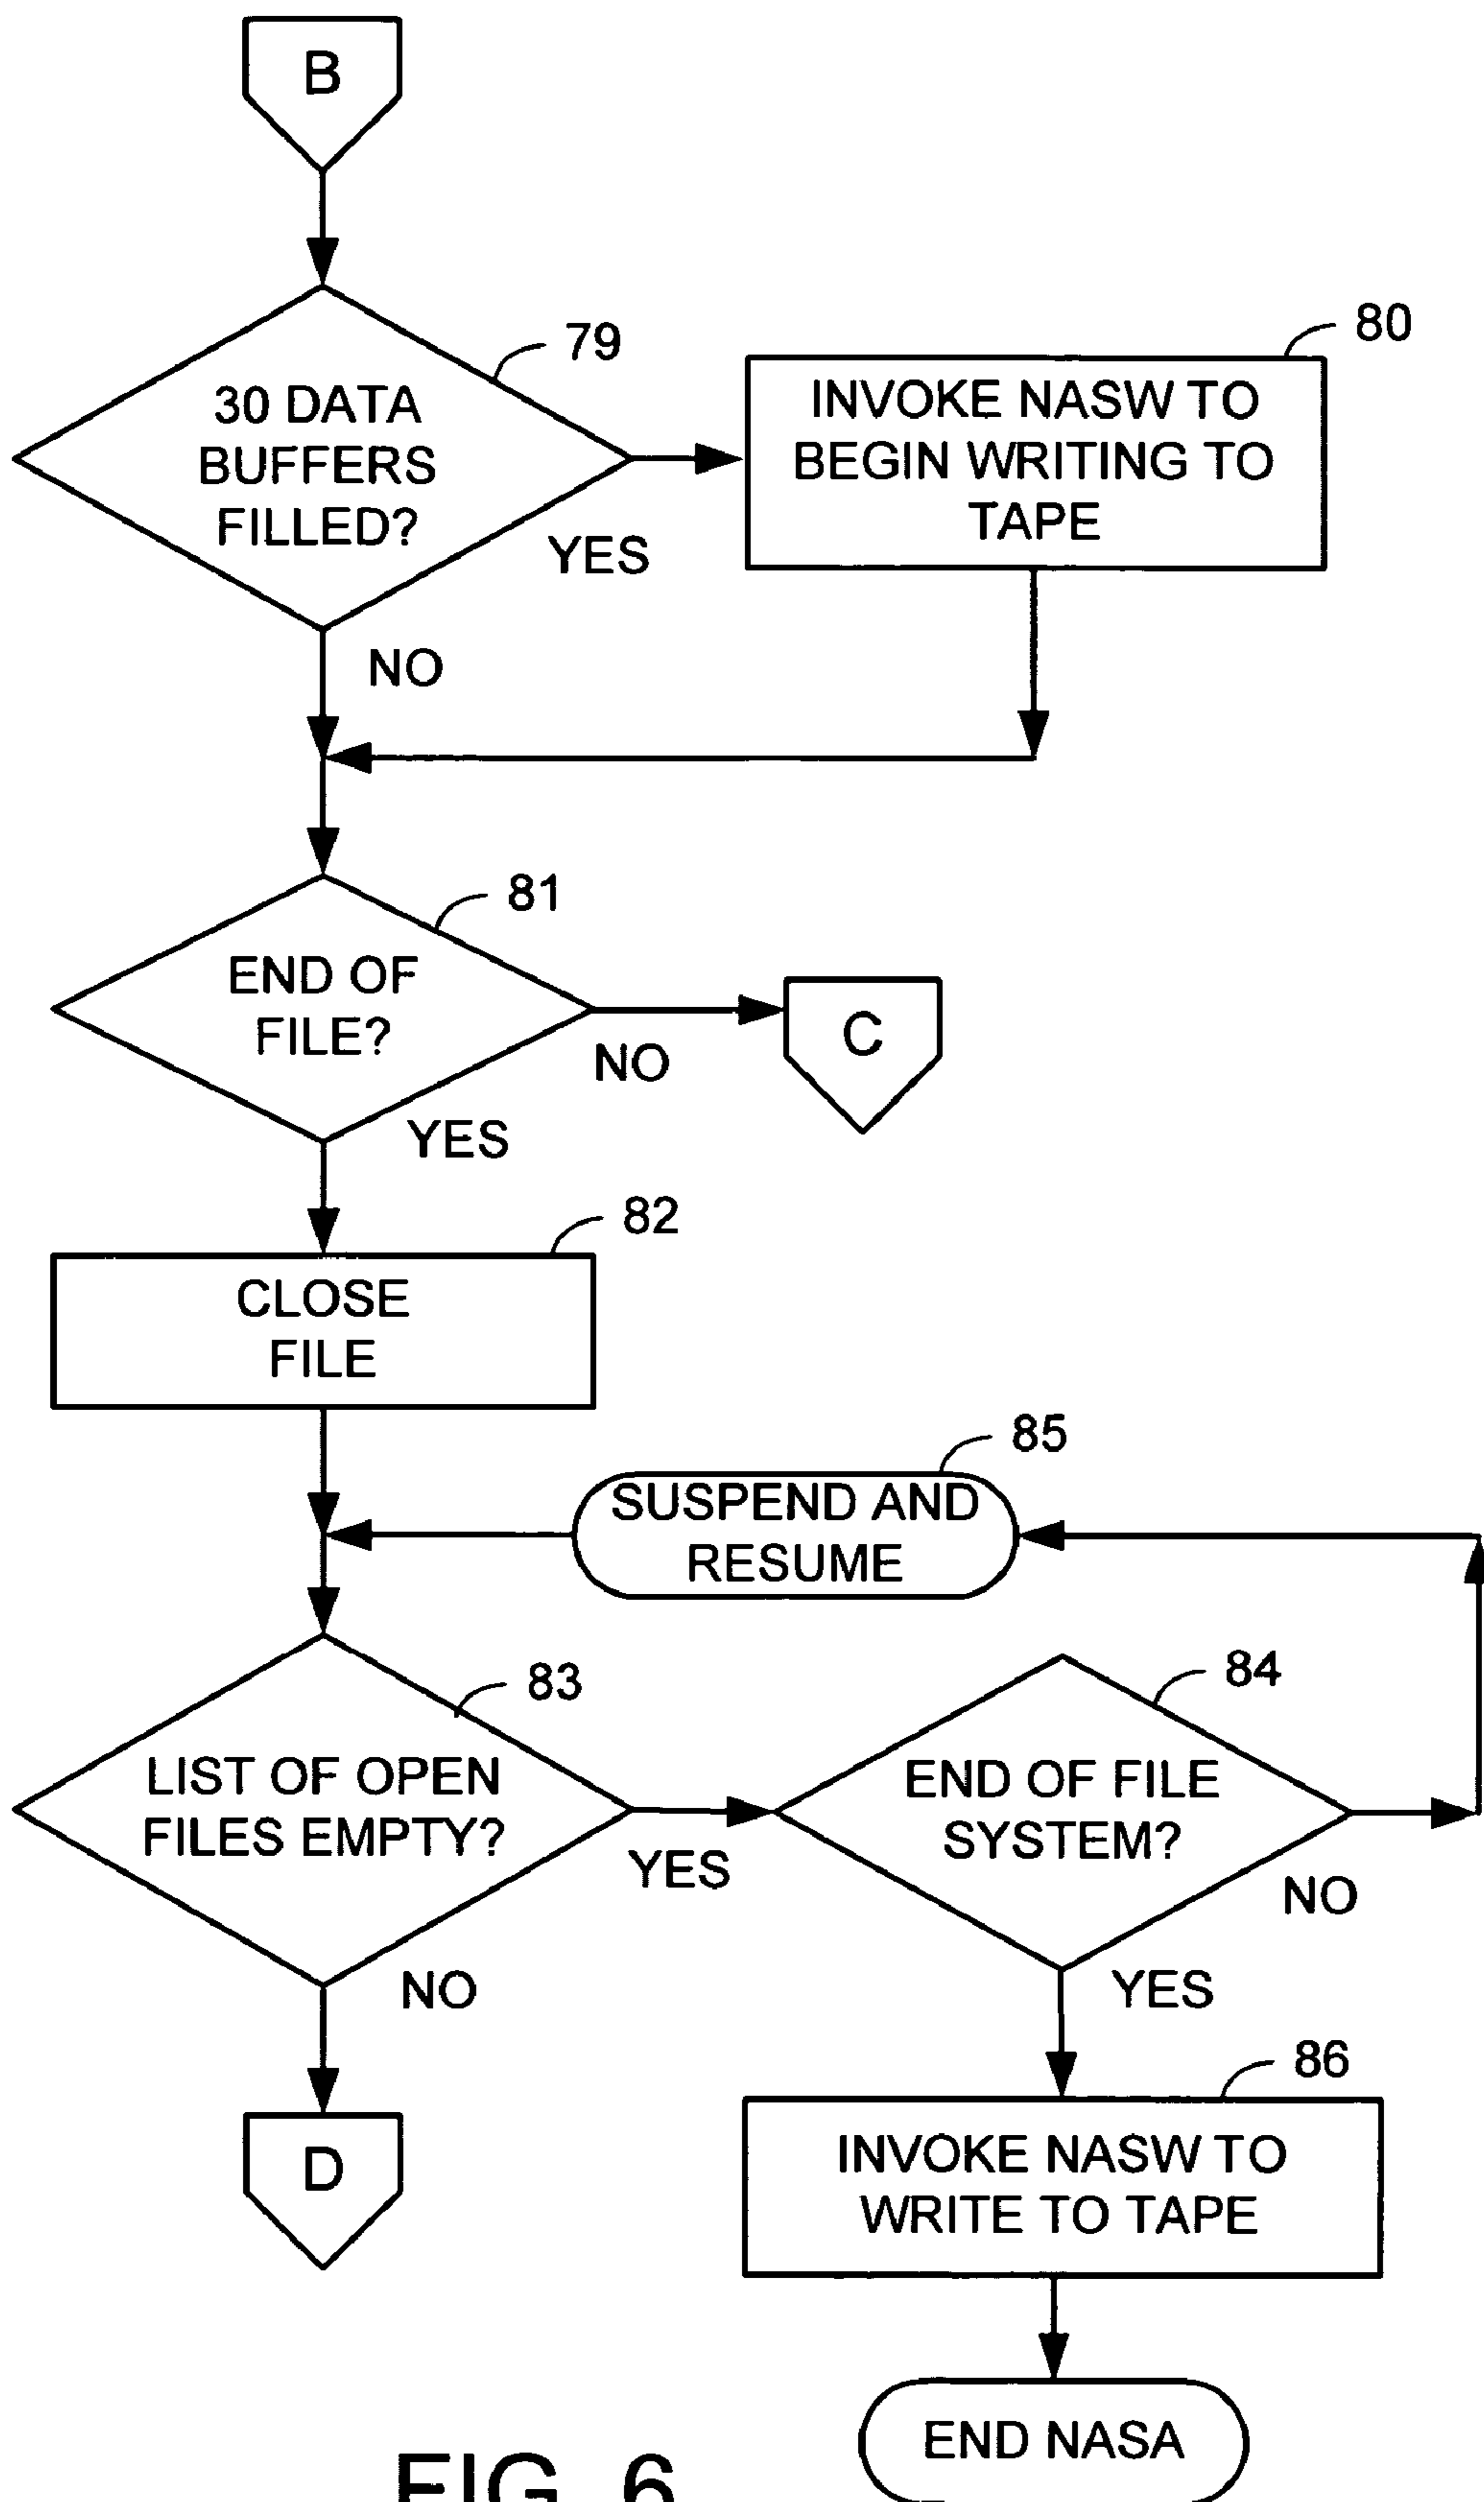 B
79
80
30 DATA
BUFFERS
FILLED?
INVOKE NASW TO
BEGIN WRITING TO
TAPE
YES
NO
81
END OF
FILE?
C
NO
YES
82
CLOSE
FILE
85
SUSPEND AND
RESUME
83
84
LIST OF OPEN
FILES EMPTY?
END OF FILE
SYSTEM?
YES
NO
NO
YES
86
D
INVOKE NASW TO
WRITE TO TAPE
END NASA
FIG. 6